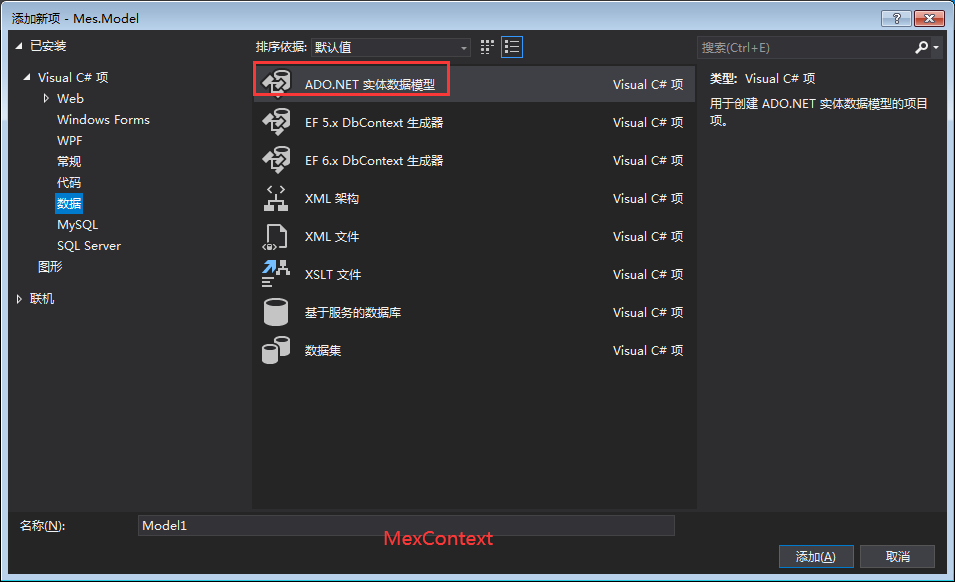 添加新项 - Mes.Model
已安装
Visual C# 项
Web
Windows Forms
WPF
常规
代码
数据
MySQL
SQL Server
图形
联机
排序依据: 默认值
ADO.NET 实体数据模型 Visual C# 项
EF 5.x DbContext 生成器 Visual C# 项
EF 6.x DbContext 生成器 Visual C# 项
XML 架构 Visual C# 项
XML 文件 Visual C# 项
XSLT 文件 Visual C# 项
基于服务的数据库 Visual C# 项
数据集 Visual C# 项
搜索(Ctrl+E)
类型: Visual C# 项
用于创建 ADO.NET 实体数据模型的项目
项。
名称(N): Model1
MexContext
添加(A) 取消